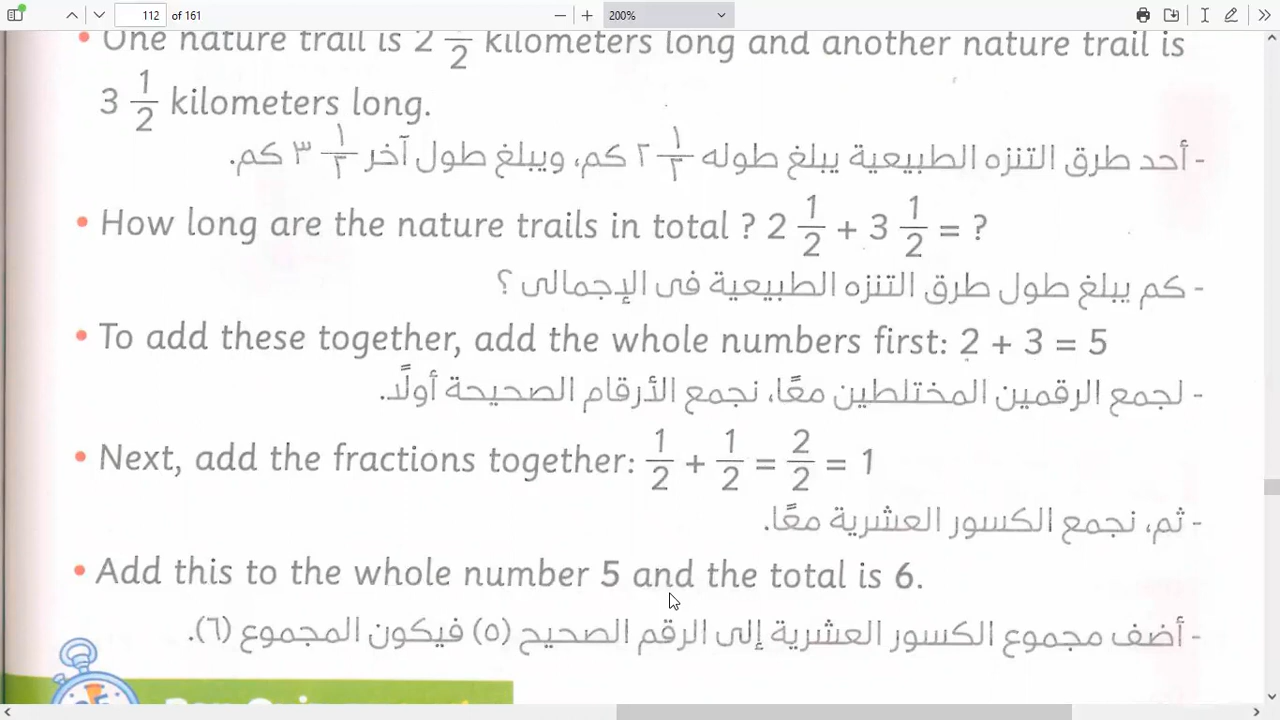 112 of 161
200%
• One nature trail is 2 1/2 kilometers long and another nature trail is
3 1/2 kilometers long.
- أحد طرق التنزه الطبيعية يبلغ طوله ١/٢ ٢ كم، ويبلغ طول آخر ١/٢ ٣ كم.
• How long are the nature trails in total ? 2 1/2 + 3 1/2 = ?
- كم يبلغ طول طرق التنزه الطبيعية فى الإجمالى ؟
• To add these together, add the whole numbers first: 2 + 3 = 5
- لجمع الرقمين المختلطين معًا، نجمع الأرقام الصحيحة أولًا.
• Next, add the fractions together: 1/2 + 1/2 = 2/2 = 1
- ثم، نجمع الكسور العشرية معًا.
• Add this to the whole number 5 and the total is 6.
- أضف مجموع الكسور العشرية إلى الرقم الصحيح (٥) فيكون المجموع (٦).